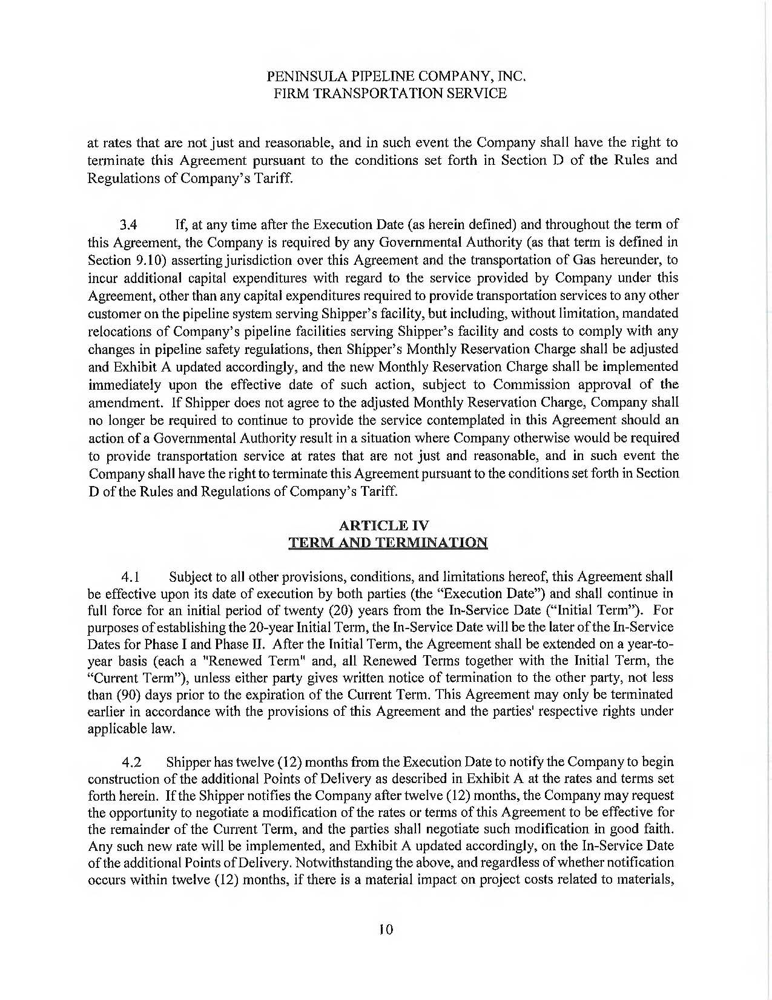 PENINSULA PIPELINE COMPANY, INC.
FIRM TRANSPORTATION SERVICE
at rates that are not just and reasonable, and in such event the Company shall have the right to
terminate this Agreement pursuant to the conditions set forth in Section D of the Rules and
Regulations of Company's Tariff.
3.4 If, at any time after the Execution Date (as herein defined) and throughout the term of
this Agreement, the Company is required by any Governmental Authority (as that term is defined in
Section 9.10) asserting jurisdiction over this Agreement and the transportation of Gas hereunder, to
incur additional capital expenditures with regard to the service provided by Company under this
Agreement, other than any capital expenditures required to provide transportation services to any other
customer on the pipeline system serving Shipper's facility, but including, without limitation, mandated
relocations of Company's pipeline facilities serving Shipper's facility and costs to comply with any
changes in pipeline safety regulations, then Shipper's Monthly Reservation Charge shall be adjusted
and Exhibit A updated accordingly, and the new Monthly Reservation Charge shall be implemented
immediately upon the effective date of such action, subject to Commission approval of the
amendment. If Shipper does not agree to the adjusted Monthly Reservation Charge, Company shall
no longer be required to continue to provide the service contemplated in this Agreement should an
action of a Governmental Authority result in a situation where Company otherwise would be required
to provide transportation service at rates that are not just and reasonable, and in such event the
Company shall have the right to terminate this Agreement pursuant to the conditions set forth in Section
D of the Rules and Regulations of Company's Tariff.
ARTICLE IV
TERM AND TERMINATION
4.1 Subject to all other provisions, conditions, and limitations hereof, this Agreement shall
be effective upon its date of execution by both parties (the “Execution Date”) and shall continue in
full force for an initial period of twenty (20) years from the In-Service Date (“Initial Term”). For
purposes of establishing the 20-year Initial Term, the In-Service Date will be the later of the In-Service
Dates for Phase I and Phase II. After the Initial Term, the Agreement shall be extended on a year-to-
year basis (each a "Renewed Term" and, all Renewed Terms together with the Initial Term, the
“Current Term”), unless either party gives written notice of termination to the other party, not less
than (90) days prior to the expiration of the Current Term. This Agreement may only be terminated
earlier in accordance with the provisions of this Agreement and the parties' respective rights under
applicable law.
4.2 Shipper has twelve (12) months from the Execution Date to notify the Company to begin
construction of the additional Points of Delivery as described in Exhibit A at the rates and terms set
forth herein. If the Shipper notifies the Company after twelve (12) months, the Company may request
the opportunity to negotiate a modification of the rates or terms of this Agreement to be effective for
the remainder of the Current Term, and the parties shall negotiate such modification in good faith.
Any such new rate will be implemented, and Exhibit A updated accordingly, on the In-Service Date
of the additional Points of Delivery. Notwithstanding the above, and regardless of whether notification
occurs within twelve (12) months, if there is a material impact on project costs related to materials,
10